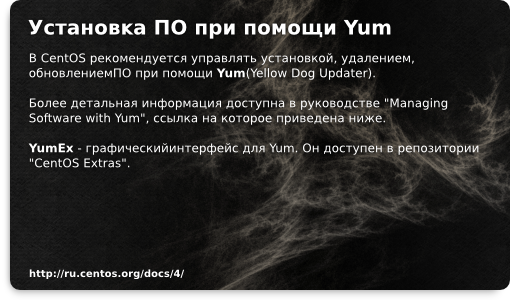 Установка ПО при помощи Yum
В CentOS рекомендуется управлять установкой, удалением,
обновлениемПО при помощи Yum(Yellow Dog Updater).
Более детальная информация доступна в руководстве "Managing
Software with Yum", ссылка на которое приведена ниже.
YumEx - графическийинтерфейс для Yum. Он доступен в репозитории
"CentOS Extras".
http://ru.centos.org/docs/4/